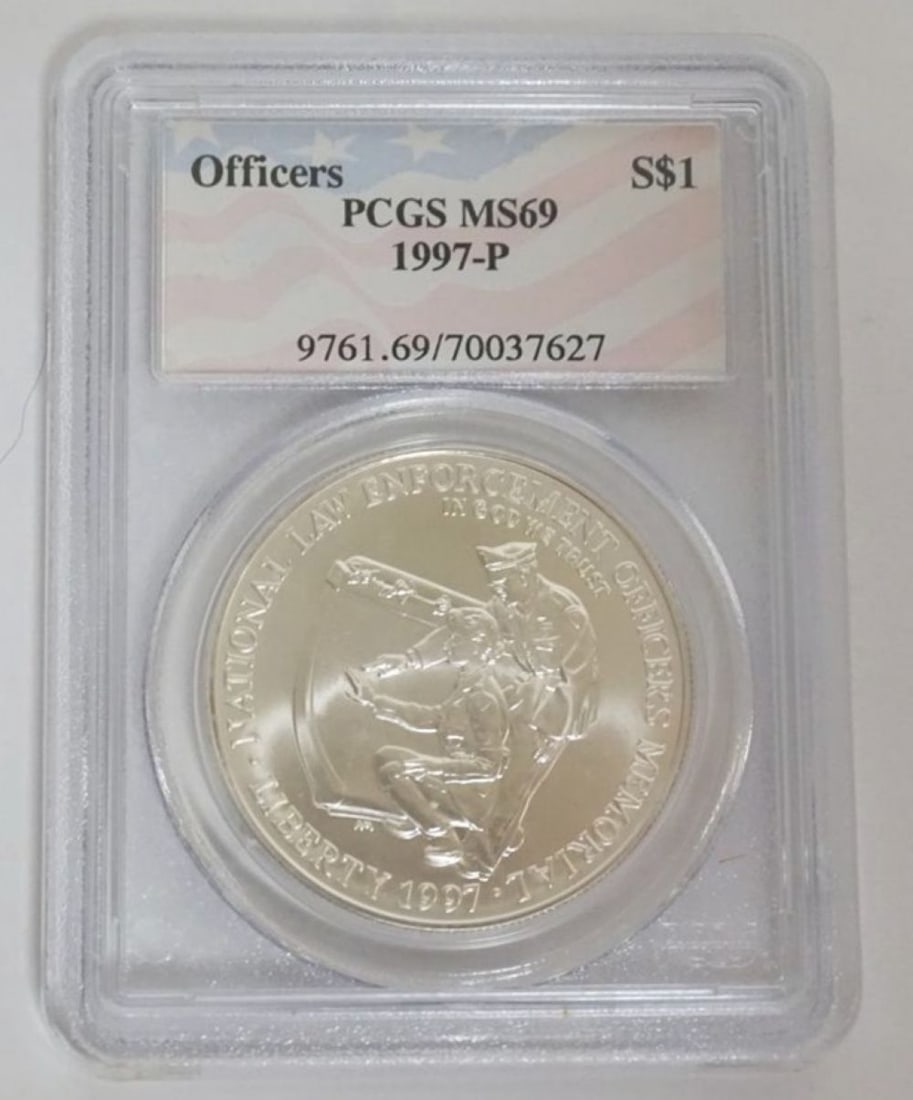 Officers S$1
PCGS MS69
1997-P
9761.69/70037627
NATIONAL LAW ENFORCEMENT OFFICERS MEMORIAL
IN GOD WE TRUST
· LIBERTY 1997 ·